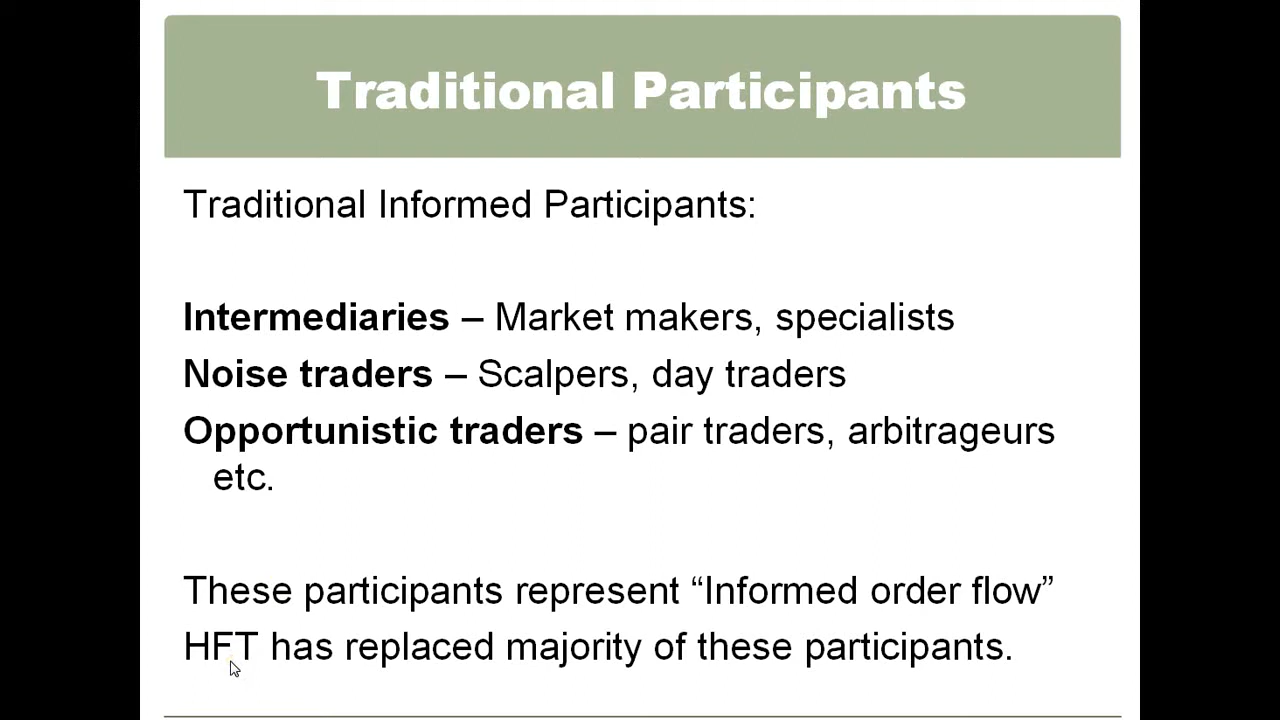 Traditional Participants
Traditional Informed Participants:
Intermediaries – Market makers, specialists
Noise traders – Scalpers, day traders
Opportunistic traders – pair traders, arbitrageurs
etc.
These participants represent “Informed order flow”
HFT has replaced majority of these participants.